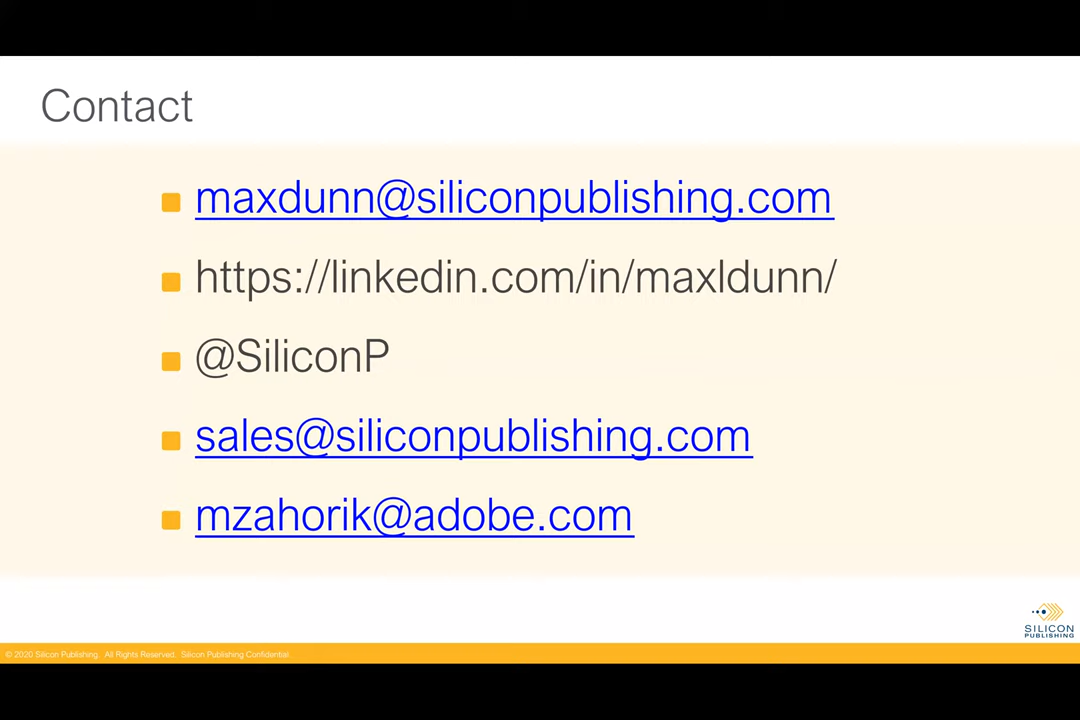 Contact
maxdunn@siliconpublishing.com
https://linkedin.com/in/maxldunn/
@SiliconP
sales@siliconpublishing.com
mzahorik@adobe.com
SILICON
PUBLISHING
© 2020 Silicon Publishing. All Rights Reserved. Silicon Publishing Confidential.